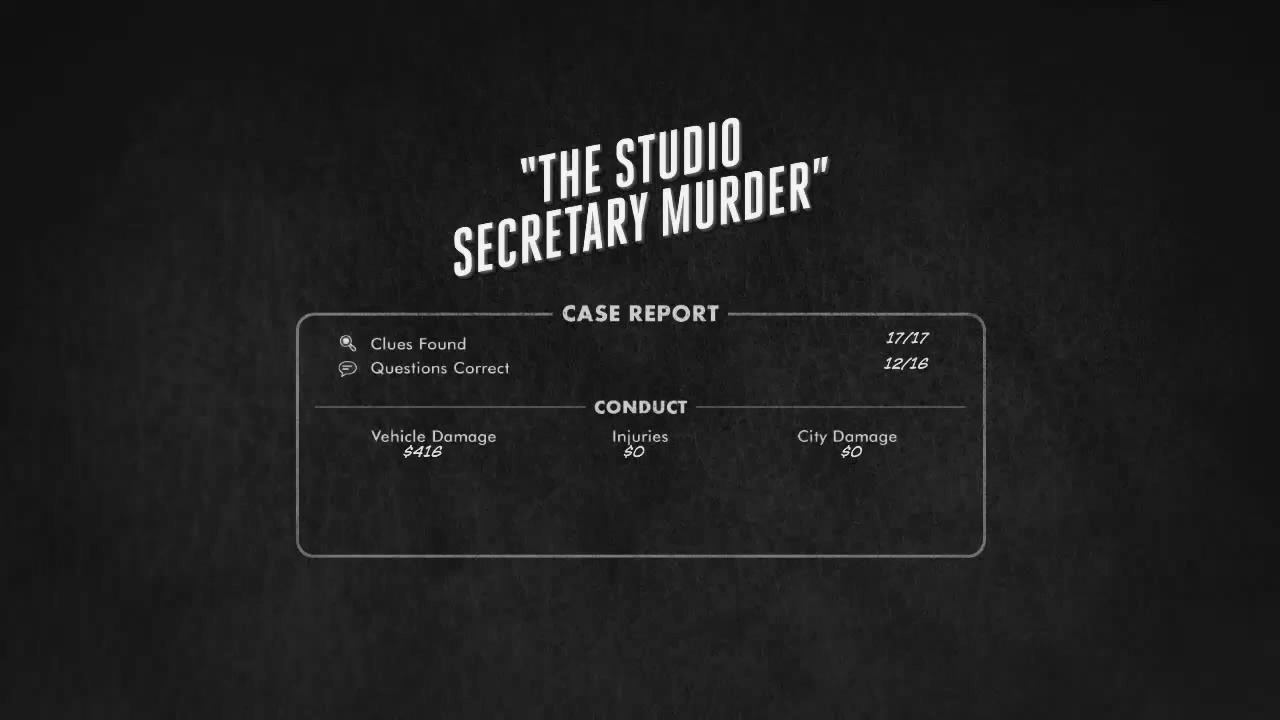 "THE STUDIO
SECRETARY MURDER"
CASE REPORT
Clues Found 17/17
Questions Correct 12/16
CONDUCT
Vehicle Damage Injuries City Damage
$416 $0 $0